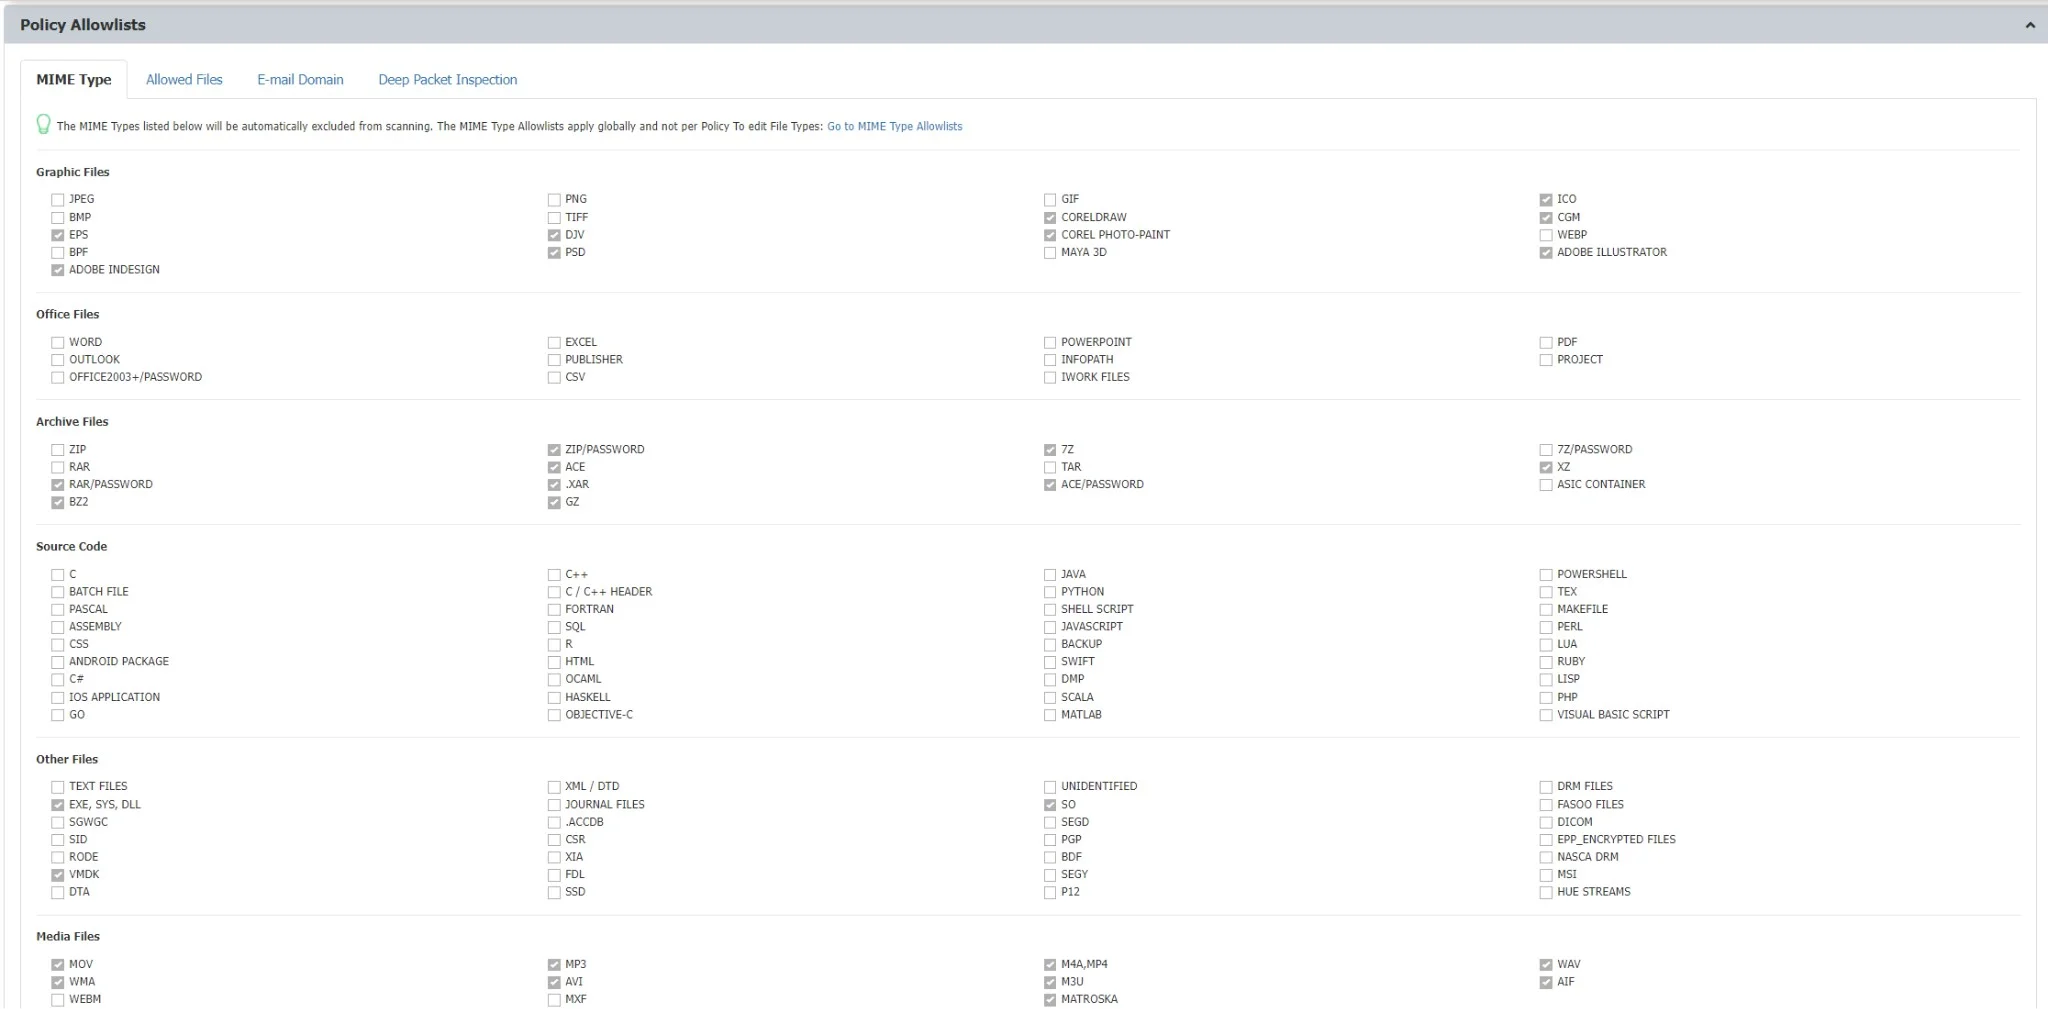 Policy Allowlists
MIME Type Allowed Files E-mail Domain Deep Packet Inspection
The MIME Types listed below will be automatically excluded from scanning. The MIME Type Allowlists apply globally and not per Policy To edit File Types: Go to MIME Type Allowlists
Graphic Files
JPEG PNG GIF ICO
BMP TIFF CORELDRAW CGM
EPS DJV COREL PHOTO-PAINT WEBP
BPF PSD MAYA 3D ADOBE ILLUSTRATOR
ADOBE INDESIGN
Office Files
WORD EXCEL POWERPOINT PDF
OUTLOOK PUBLISHER INFOPATH PROJECT
OFFICE2003+/PASSWORD CSV IWORK FILES
Archive Files
ZIP ZIP/PASSWORD 7Z 7Z/PASSWORD
RAR ACE TAR XZ
RAR/PASSWORD .XAR ACE/PASSWORD ASIC CONTAINER
BZ2 GZ
Source Code
C C++ JAVA POWERSHELL
BATCH FILE C / C++ HEADER PYTHON TEX
PASCAL FORTRAN SHELL SCRIPT MAKEFILE
ASSEMBLY SQL JAVASCRIPT PERL
CSS R BACKUP LUA
ANDROID PACKAGE HTML SWIFT RUBY
C# OCAML DMP LISP
IOS APPLICATION HASKELL SCALA PHP
GO OBJECTIVE-C MATLAB VISUAL BASIC SCRIPT
Other Files
TEXT FILES XML / DTD UNIDENTIFIED DRM FILES
EXE, SYS, DLL JOURNAL FILES SO FASOO FILES
SGWGC .ACCDB SEGD DICOM
SID CSR PGP EPP_ENCRYPTED FILES
RODE XIA BDF NASCA DRM
VMDK FDL SEGY MSI
DTA SSD P12 HUE STREAMS
Media Files
MOV MP3 M4A,MP4 WAV
WMA AVI M3U AIF
WEBM MXF MATROSKA